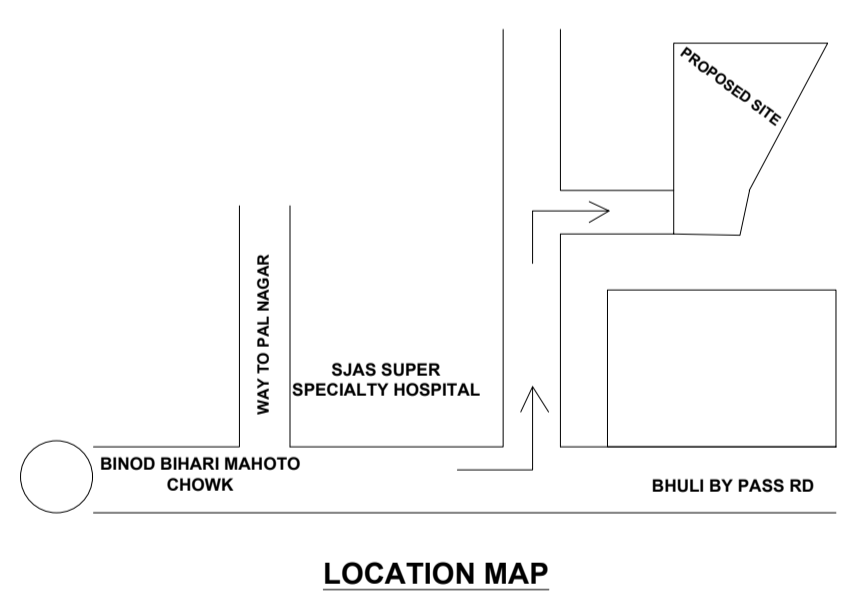 PROPOSED SITE
WAY TO PAL NAGAR
SJAS SUPER
SPECIALTY HOSPITAL
BINOD BIHARI MAHOTO
CHOWK
BHULI BY PASS RD
LOCATION MAP